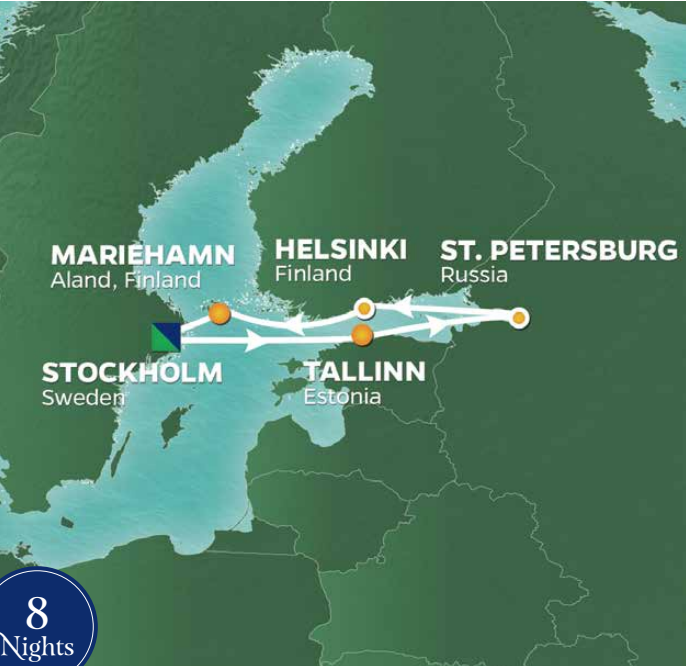 MARIEHAMN
Aland, Finland
HELSINKI
Finland
ST. PETERSBURG
Russia
STOCKHOLM
Sweden
TALLINN
Estonia
8
Nights